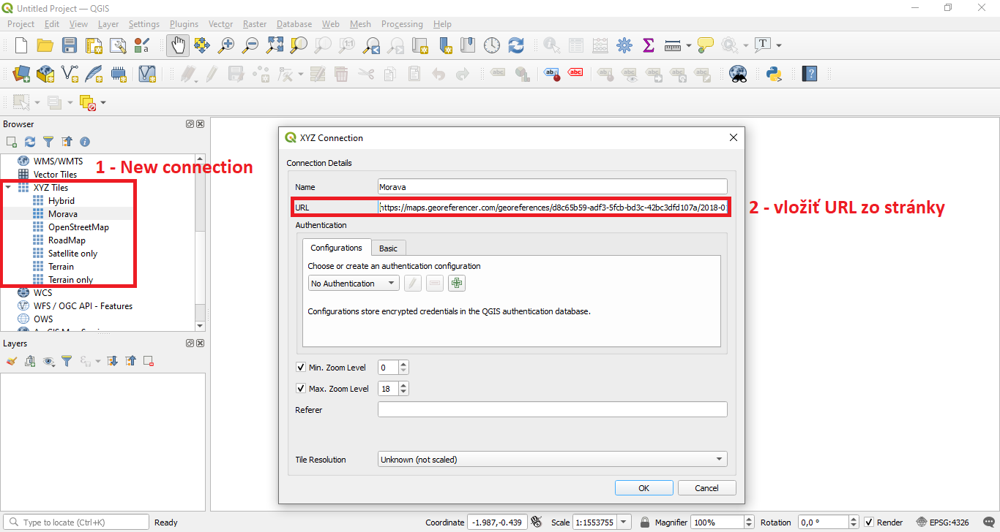 Untitled Project — QGIS
Project Edit View Layer Settings Plugins Vector Raster Database Web Mesh Processing Help
Browser
WMS/WMTS
1 - New connection
Vector Tiles
XYZ Tiles
Hybrid
Morava
OpenStreetMap
RoadMap
Satellite only
Terrain
Terrain only
WCS
WFS / OGC API - Features
OWS
Layers
XYZ Connection
Connection Details
Name Morava
URL https://maps.georeferencer.com/georeferences/d8c65b59-adf3-5fcb-bd3c-42bc3dfd107a/2018-01
2 - vložiť URL zo stránky
Authentication
Configurations Basic
Choose or create an authentication configuration
No Authentication
Configurations store encrypted credentials in the QGIS authentication database.
Min. Zoom Level 0
Max. Zoom Level 18
Referer
Tile Resolution Unknown (not scaled)
OK Cancel
Type to locate (Ctrl+K) Ready Coordinate -1.987,-0.439 Scale 1:1553755 Magnifier 100% Rotation 0,0 ° Render EPSG:4326